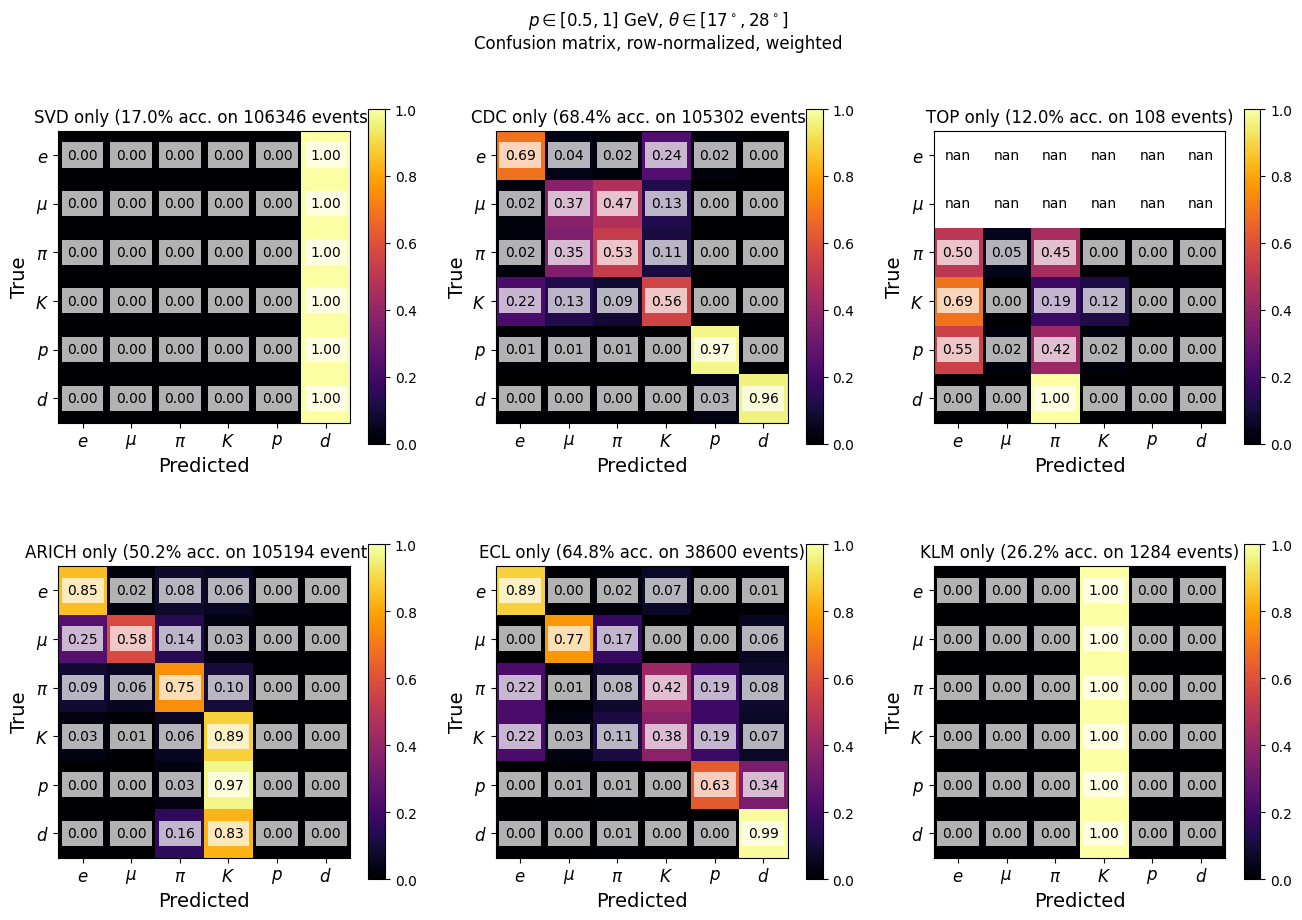 p ∈ [0.5, 1] GeV, θ ∈ [17°, 28°]
Confusion matrix, row-normalized, weighted
SVD only (17.0% acc. on 106346 events
True
e 0.00 0.00 0.00 0.00 0.00 1.00
μ 0.00 0.00 0.00 0.00 0.00 1.00
π 0.00 0.00 0.00 0.00 0.00 1.00
K 0.00 0.00 0.00 0.00 0.00 1.00
p 0.00 0.00 0.00 0.00 0.00 1.00
d 0.00 0.00 0.00 0.00 0.00 1.00
e μ π K p d
Predicted
1.0
0.8
0.6
0.4
0.2
0.0
CDC only (68.4% acc. on 105302 events
True
e 0.69 0.04 0.02 0.24 0.02 0.00
μ 0.02 0.37 0.47 0.13 0.00 0.00
π 0.02 0.35 0.53 0.11 0.00 0.00
K 0.22 0.13 0.09 0.56 0.00 0.00
p 0.01 0.01 0.01 0.00 0.97 0.00
d 0.00 0.00 0.00 0.00 0.03 0.96
e μ π K p d
Predicted
1.0
0.8
0.6
0.4
0.2
0.0
TOP only (12.0% acc. on 108 events)
True
e nan nan nan nan nan nan
μ nan nan nan nan nan nan
π 0.50 0.05 0.45 0.00 0.00 0.00
K 0.69 0.00 0.19 0.12 0.00 0.00
p 0.55 0.02 0.42 0.02 0.00 0.00
d 0.00 0.00 1.00 0.00 0.00 0.00
e μ π K p d
Predicted
1.0
0.8
0.6
0.4
0.2
0.0
ARICH only (50.2% acc. on 105194 event
True
e 0.85 0.02 0.08 0.06 0.00 0.00
μ 0.25 0.58 0.14 0.03 0.00 0.00
π 0.09 0.06 0.75 0.10 0.00 0.00
K 0.03 0.01 0.06 0.89 0.00 0.00
p 0.00 0.00 0.03 0.97 0.00 0.00
d 0.00 0.00 0.16 0.83 0.00 0.00
e μ π K p d
Predicted
1.0
0.8
0.6
0.4
0.2
0.0
ECL only (64.8% acc. on 38600 events)
True
e 0.89 0.00 0.02 0.07 0.00 0.01
μ 0.00 0.77 0.17 0.00 0.00 0.06
π 0.22 0.01 0.08 0.42 0.19 0.08
K 0.22 0.03 0.11 0.38 0.19 0.07
p 0.00 0.01 0.01 0.00 0.63 0.34
d 0.00 0.00 0.01 0.00 0.00 0.99
e μ π K p d
Predicted
1.0
0.8
0.6
0.4
0.2
0.0
KLM only (26.2% acc. on 1284 events)
True
e 0.00 0.00 0.00 1.00 0.00 0.00
μ 0.00 0.00 0.00 1.00 0.00 0.00
π 0.00 0.00 0.00 1.00 0.00 0.00
K 0.00 0.00 0.00 1.00 0.00 0.00
p 0.00 0.00 0.00 1.00 0.00 0.00
d 0.00 0.00 0.00 1.00 0.00 0.00
e μ π K p d
Predicted
1.0
0.8
0.6
0.4
0.2
0.0